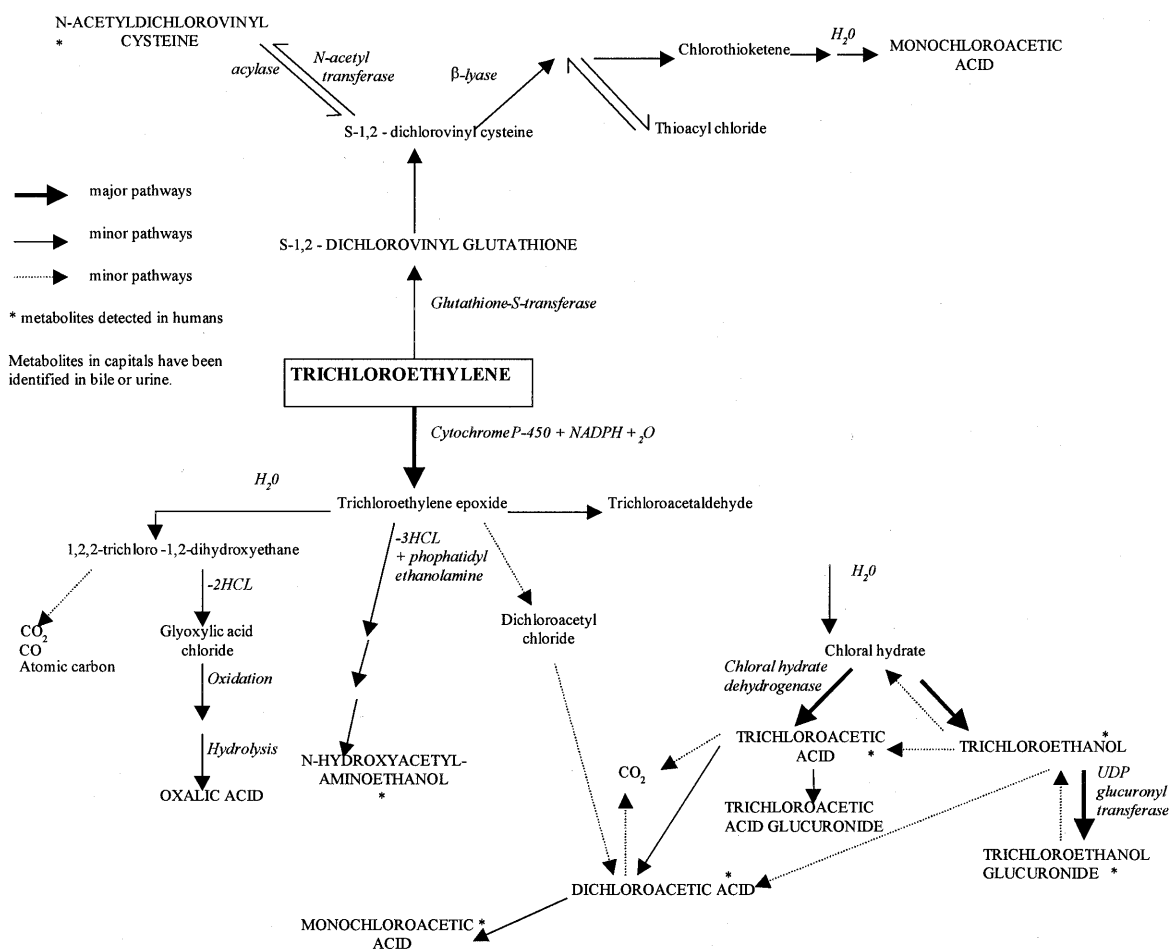 N-ACETYLDICHLOROVINYL
* CYSTEINE
acylase
N-acetyl
transferase
β-lyase
Chlorothioketene
H₂0
MONOCHLOROACETIC
ACID
S-1,2 - dichlorovinyl cysteine
Thioacyl chloride
major pathways
minor pathways
minor pathways
* metabolites detected in humans
Metabolites in capitals have been
identified in bile or urine.
S-1,2 - DICHLOROVINYL GLUTATHIONE
Glutathione-S-transferase
TRICHLOROETHYLENE
Cytochrome P-450 + NADPH + ₂O
H₂0
Trichloroethylene epoxide
Trichloroacetaldehyde
1,2,2-trichloro -1,2-dihydroxyethane
-3HCL
+ phophatidyl
ethanolamine
-2HCL
CO₂
CO
Atomic carbon
Glyoxylic acid
chloride
Oxidation
Hydrolysis
OXALIC ACID
N-HYDROXYACETYL-
AMINOETHANOL
*
Dichloroacetyl
chloride
H₂0
Chloral hydrate
Chloral hydrate
dehydrogenase
TRICHLOROACETIC
ACID *
TRICHLOROETHANOL *
CO₂
TRICHLOROACETIC
ACID GLUCURONIDE
UDP
glucuronyl
transferase
TRICHLOROETHANOL
GLUCURONIDE *
DICHLOROACETIC ACID *
MONOCHLOROACETIC *
ACID